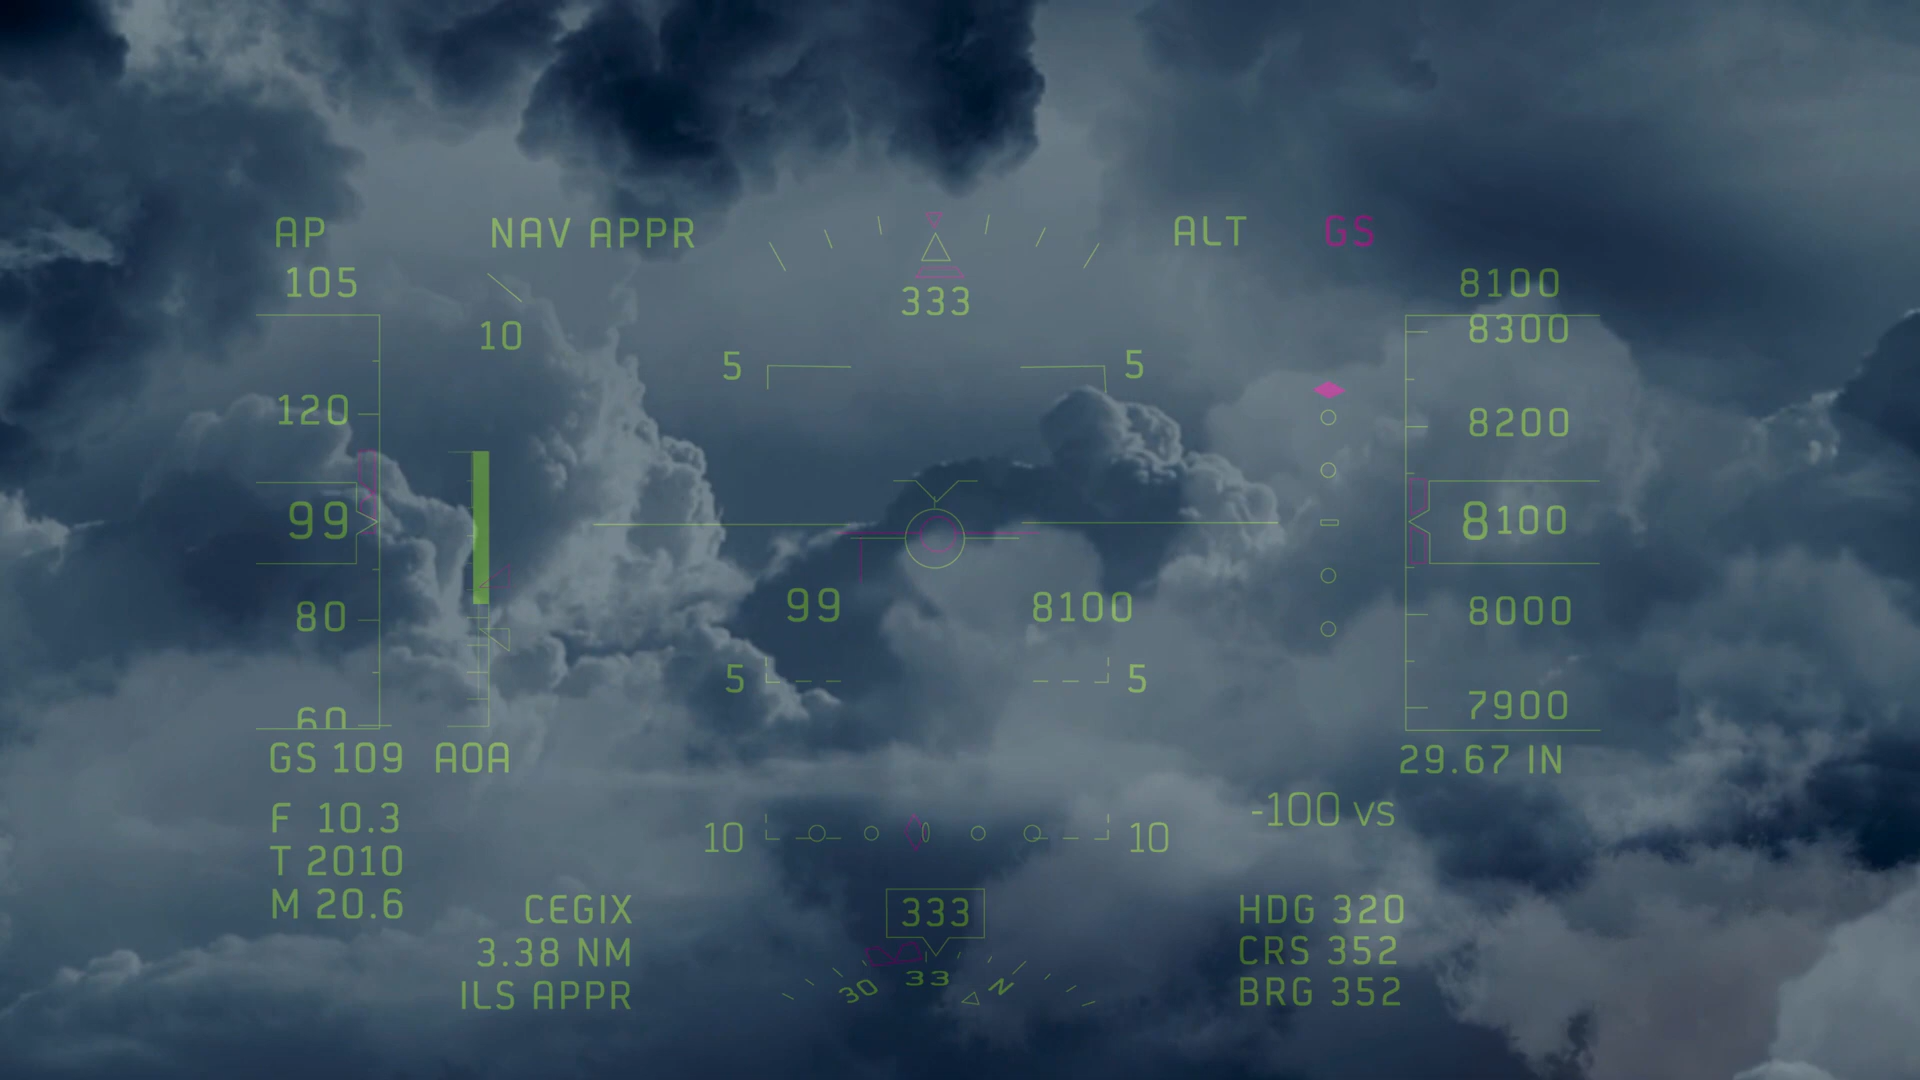 AP NAV APPR ALT GS
105
10
333
8100
8300
5 5
120
8200
99
8100
99 8100
80
8000
5 5
60
7900
GS 109 AOA
29.67 IN
F 10.3
T 2010
M 20.6
-100 VS
10 10
CEGIX
3.38 NM
ILS APPR
333
30 33 N
HDG 320
CRS 352
BRG 352